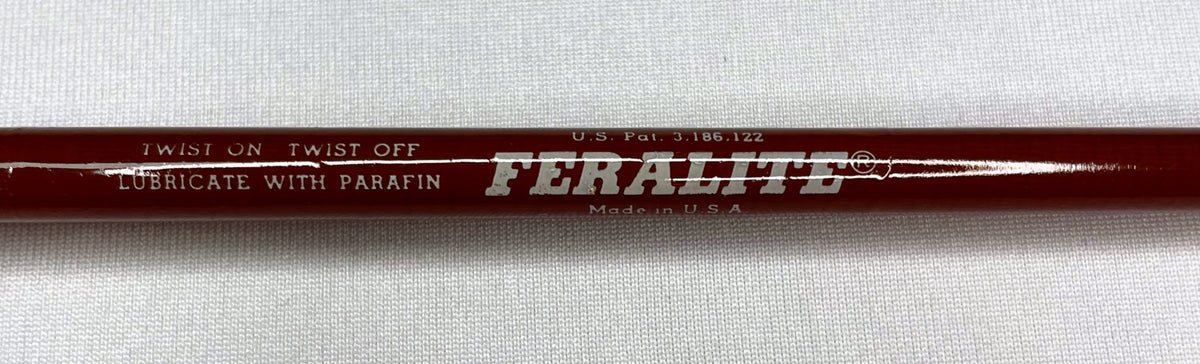 TWIST ON TWIST OFF
LUBRICATE WITH PARAFIN
U.S. Pat. 3.186.122
FERALITE®
Made in U.S.A.